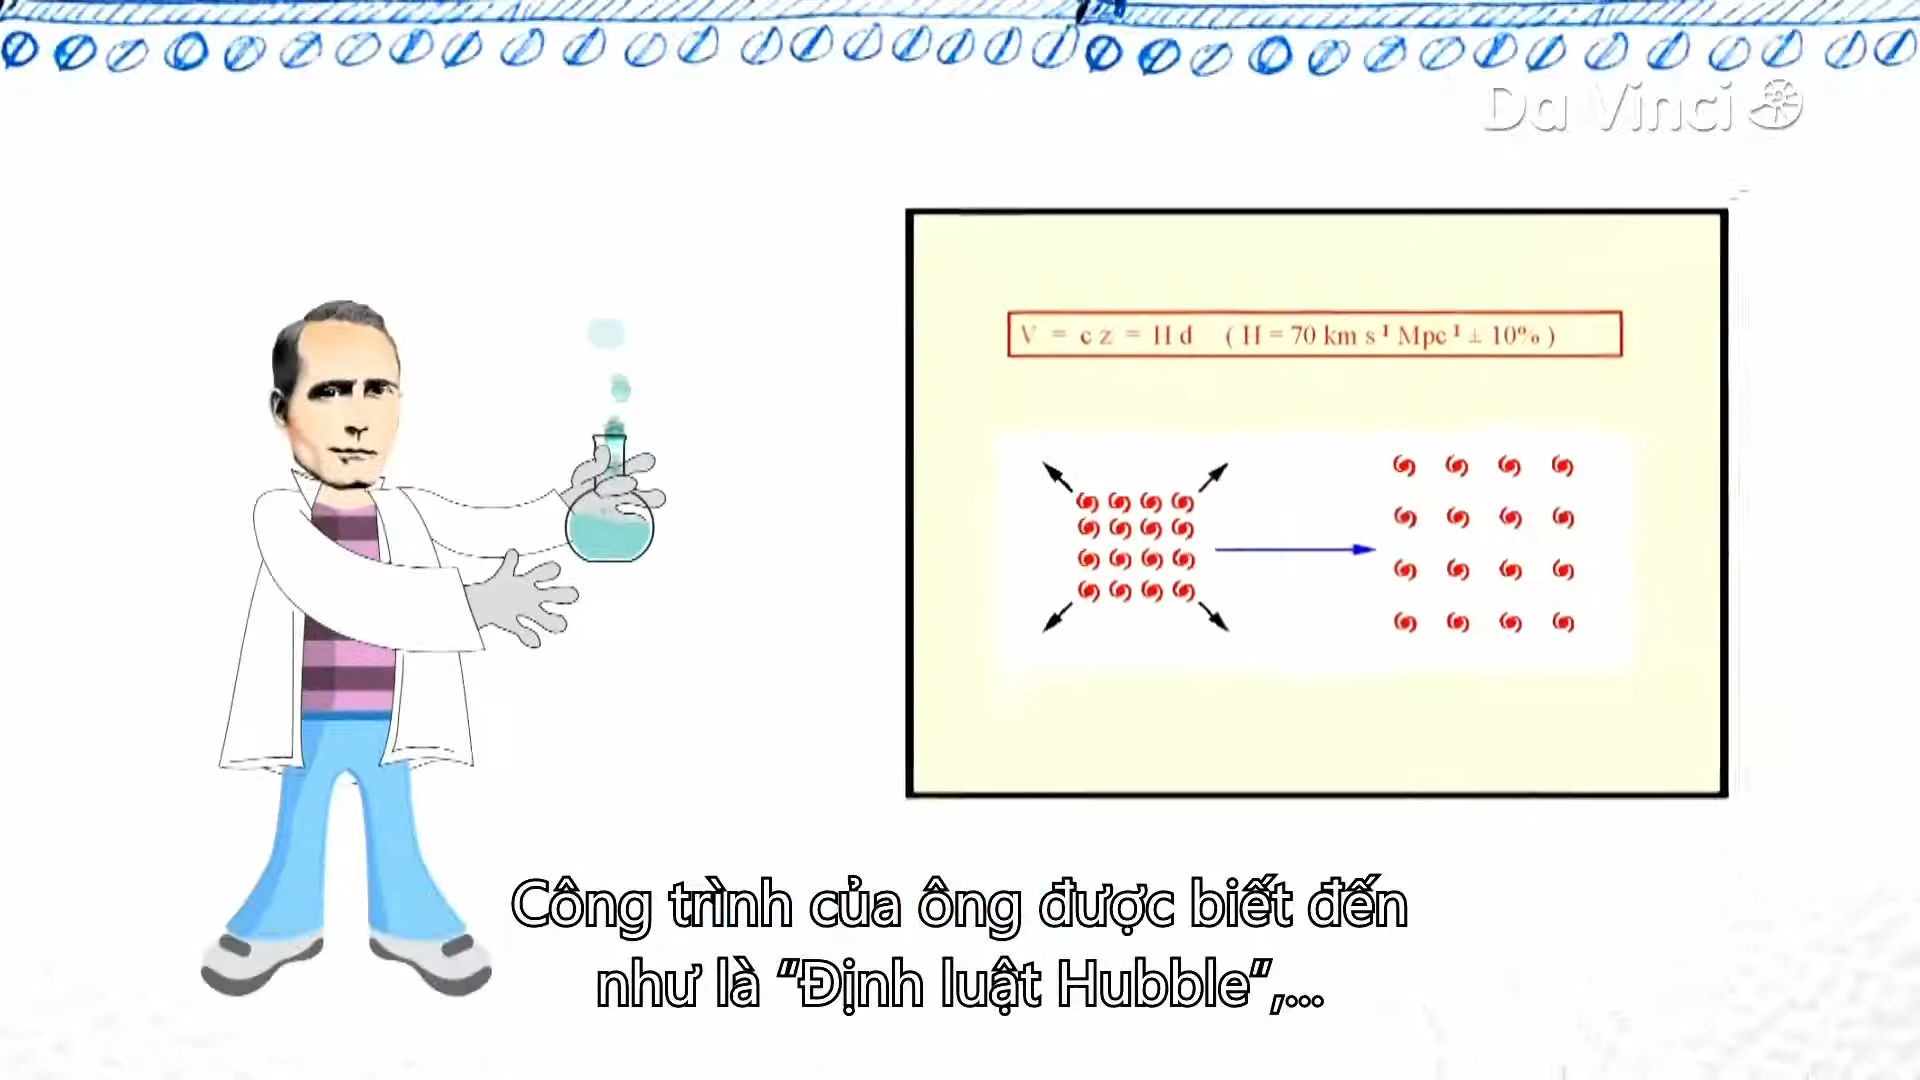 Da Vinci
V = c z = H d ( H = 70 km s⁻¹ Mpc⁻¹ ± 10% )
Công trình của ông được biết đến
như là “Định luật Hubble”,...